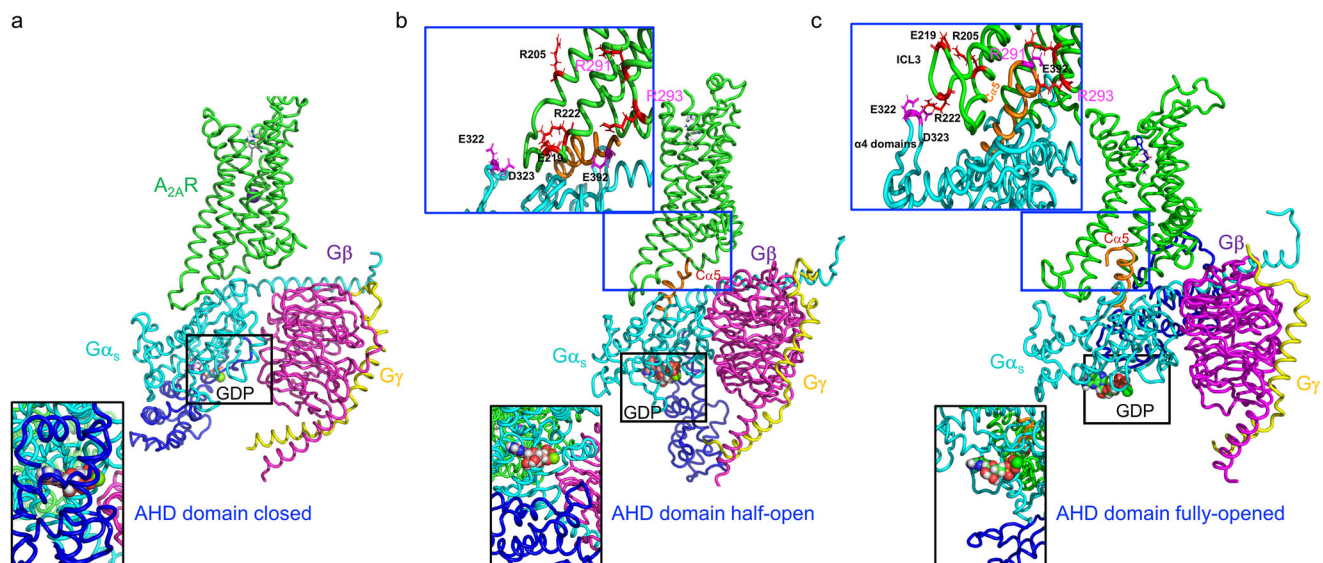 a
A2AR
Gβ
Gαs
GDP
Gγ
AHD domain closed
b
R205
R291
R293
E322
R222
E219
D323
E392
Cα5
Gβ
Gαs
GDP
Gγ
AHD domain half-open
c
E219
R205
ICL3
E392
Cα5
R293
E322
R222
D323
α4 domains
Cα5
Gβ
Gαs
GDP
Gγ
AHD domain fully-opened